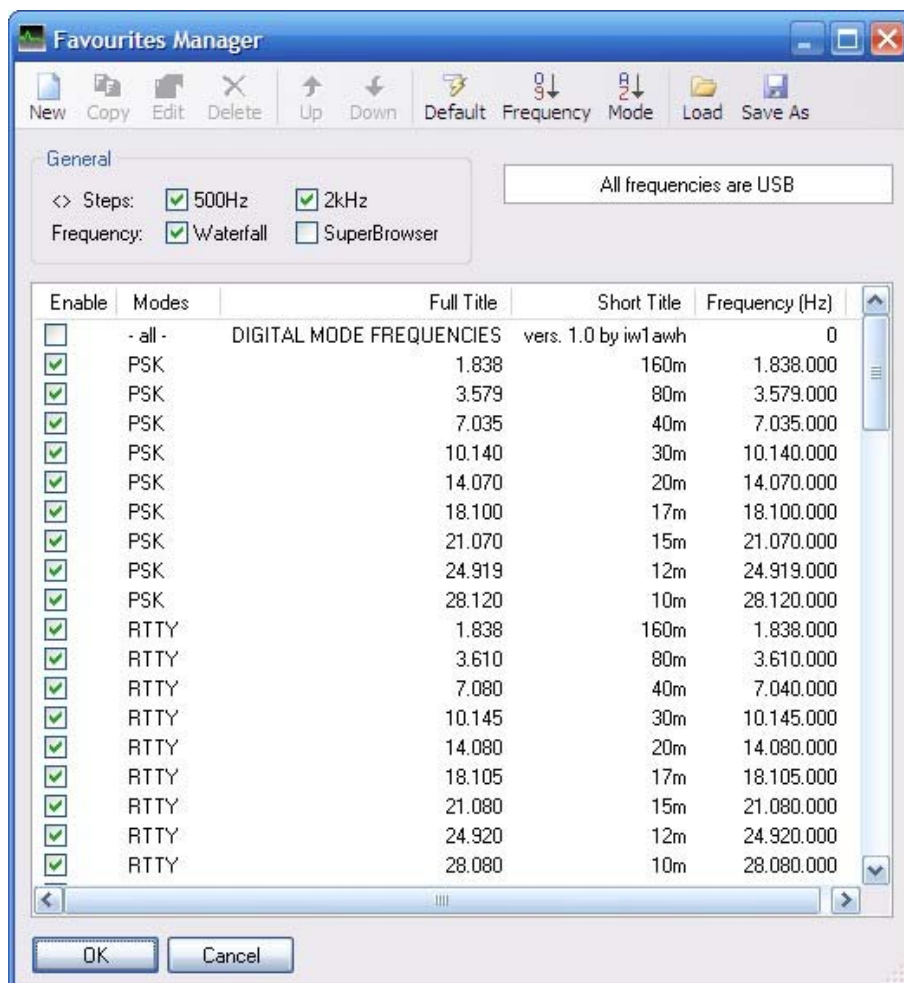 Favourites Manager
New Copy Edit Delete Up Down Default Frequency Mode Load Save As
General
<> Steps: 500Hz 2kHz
Frequency: Waterfall SuperBrowser
All frequencies are USB
Enable Modes Full Title Short Title Frequency (Hz)
- all - DIGITAL MODE FREQUENCIES vers. 1.0 by iw1awh 0
PSK 1.838 160m 1.838.000
PSK 3.579 80m 3.579.000
PSK 7.035 40m 7.035.000
PSK 10.140 30m 10.140.000
PSK 14.070 20m 14.070.000
PSK 18.100 17m 18.100.000
PSK 21.070 15m 21.070.000
PSK 24.919 12m 24.919.000
PSK 28.120 10m 28.120.000
RTTY 1.838 160m 1.838.000
RTTY 3.610 80m 3.610.000
RTTY 7.080 40m 7.040.000
RTTY 10.145 30m 10.145.000
RTTY 14.080 20m 14.080.000
RTTY 18.105 17m 18.105.000
RTTY 21.080 15m 21.080.000
RTTY 24.920 12m 24.920.000
RTTY 28.080 10m 28.080.000
OK Cancel